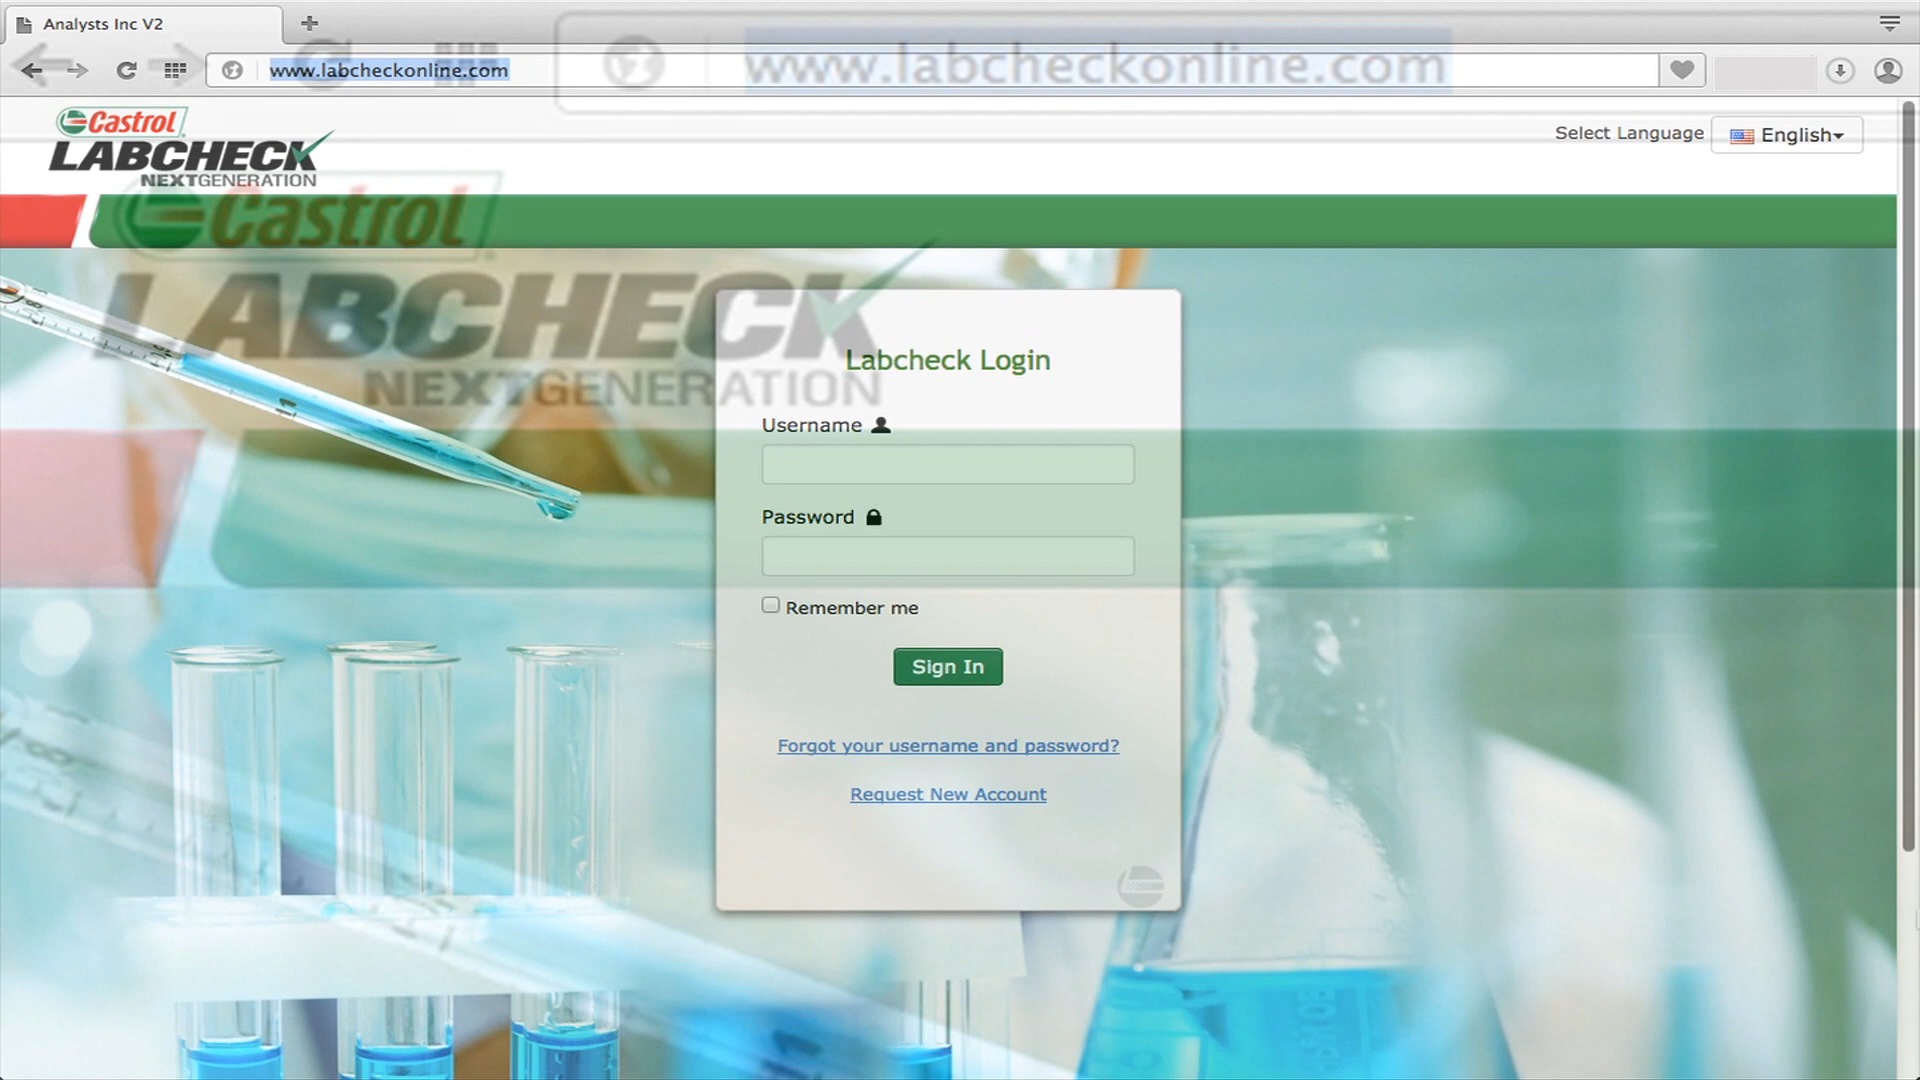 Analysts Inc V2
www.labcheckonline.com
www.labcheckonline.com
Castrol
LABCHECK
NEXTGENERATION
Select Language
English
Castrol
LABCHECK
NEXTGENERATION
Labcheck Login
Username
Password
Remember me
Sign In
Forgot your username and password?
Request New Account